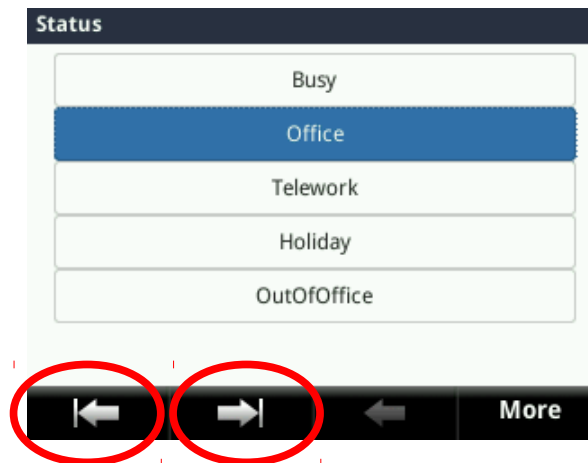 Status
Busy
Office
Telework
Holiday
OutOfOffice
More